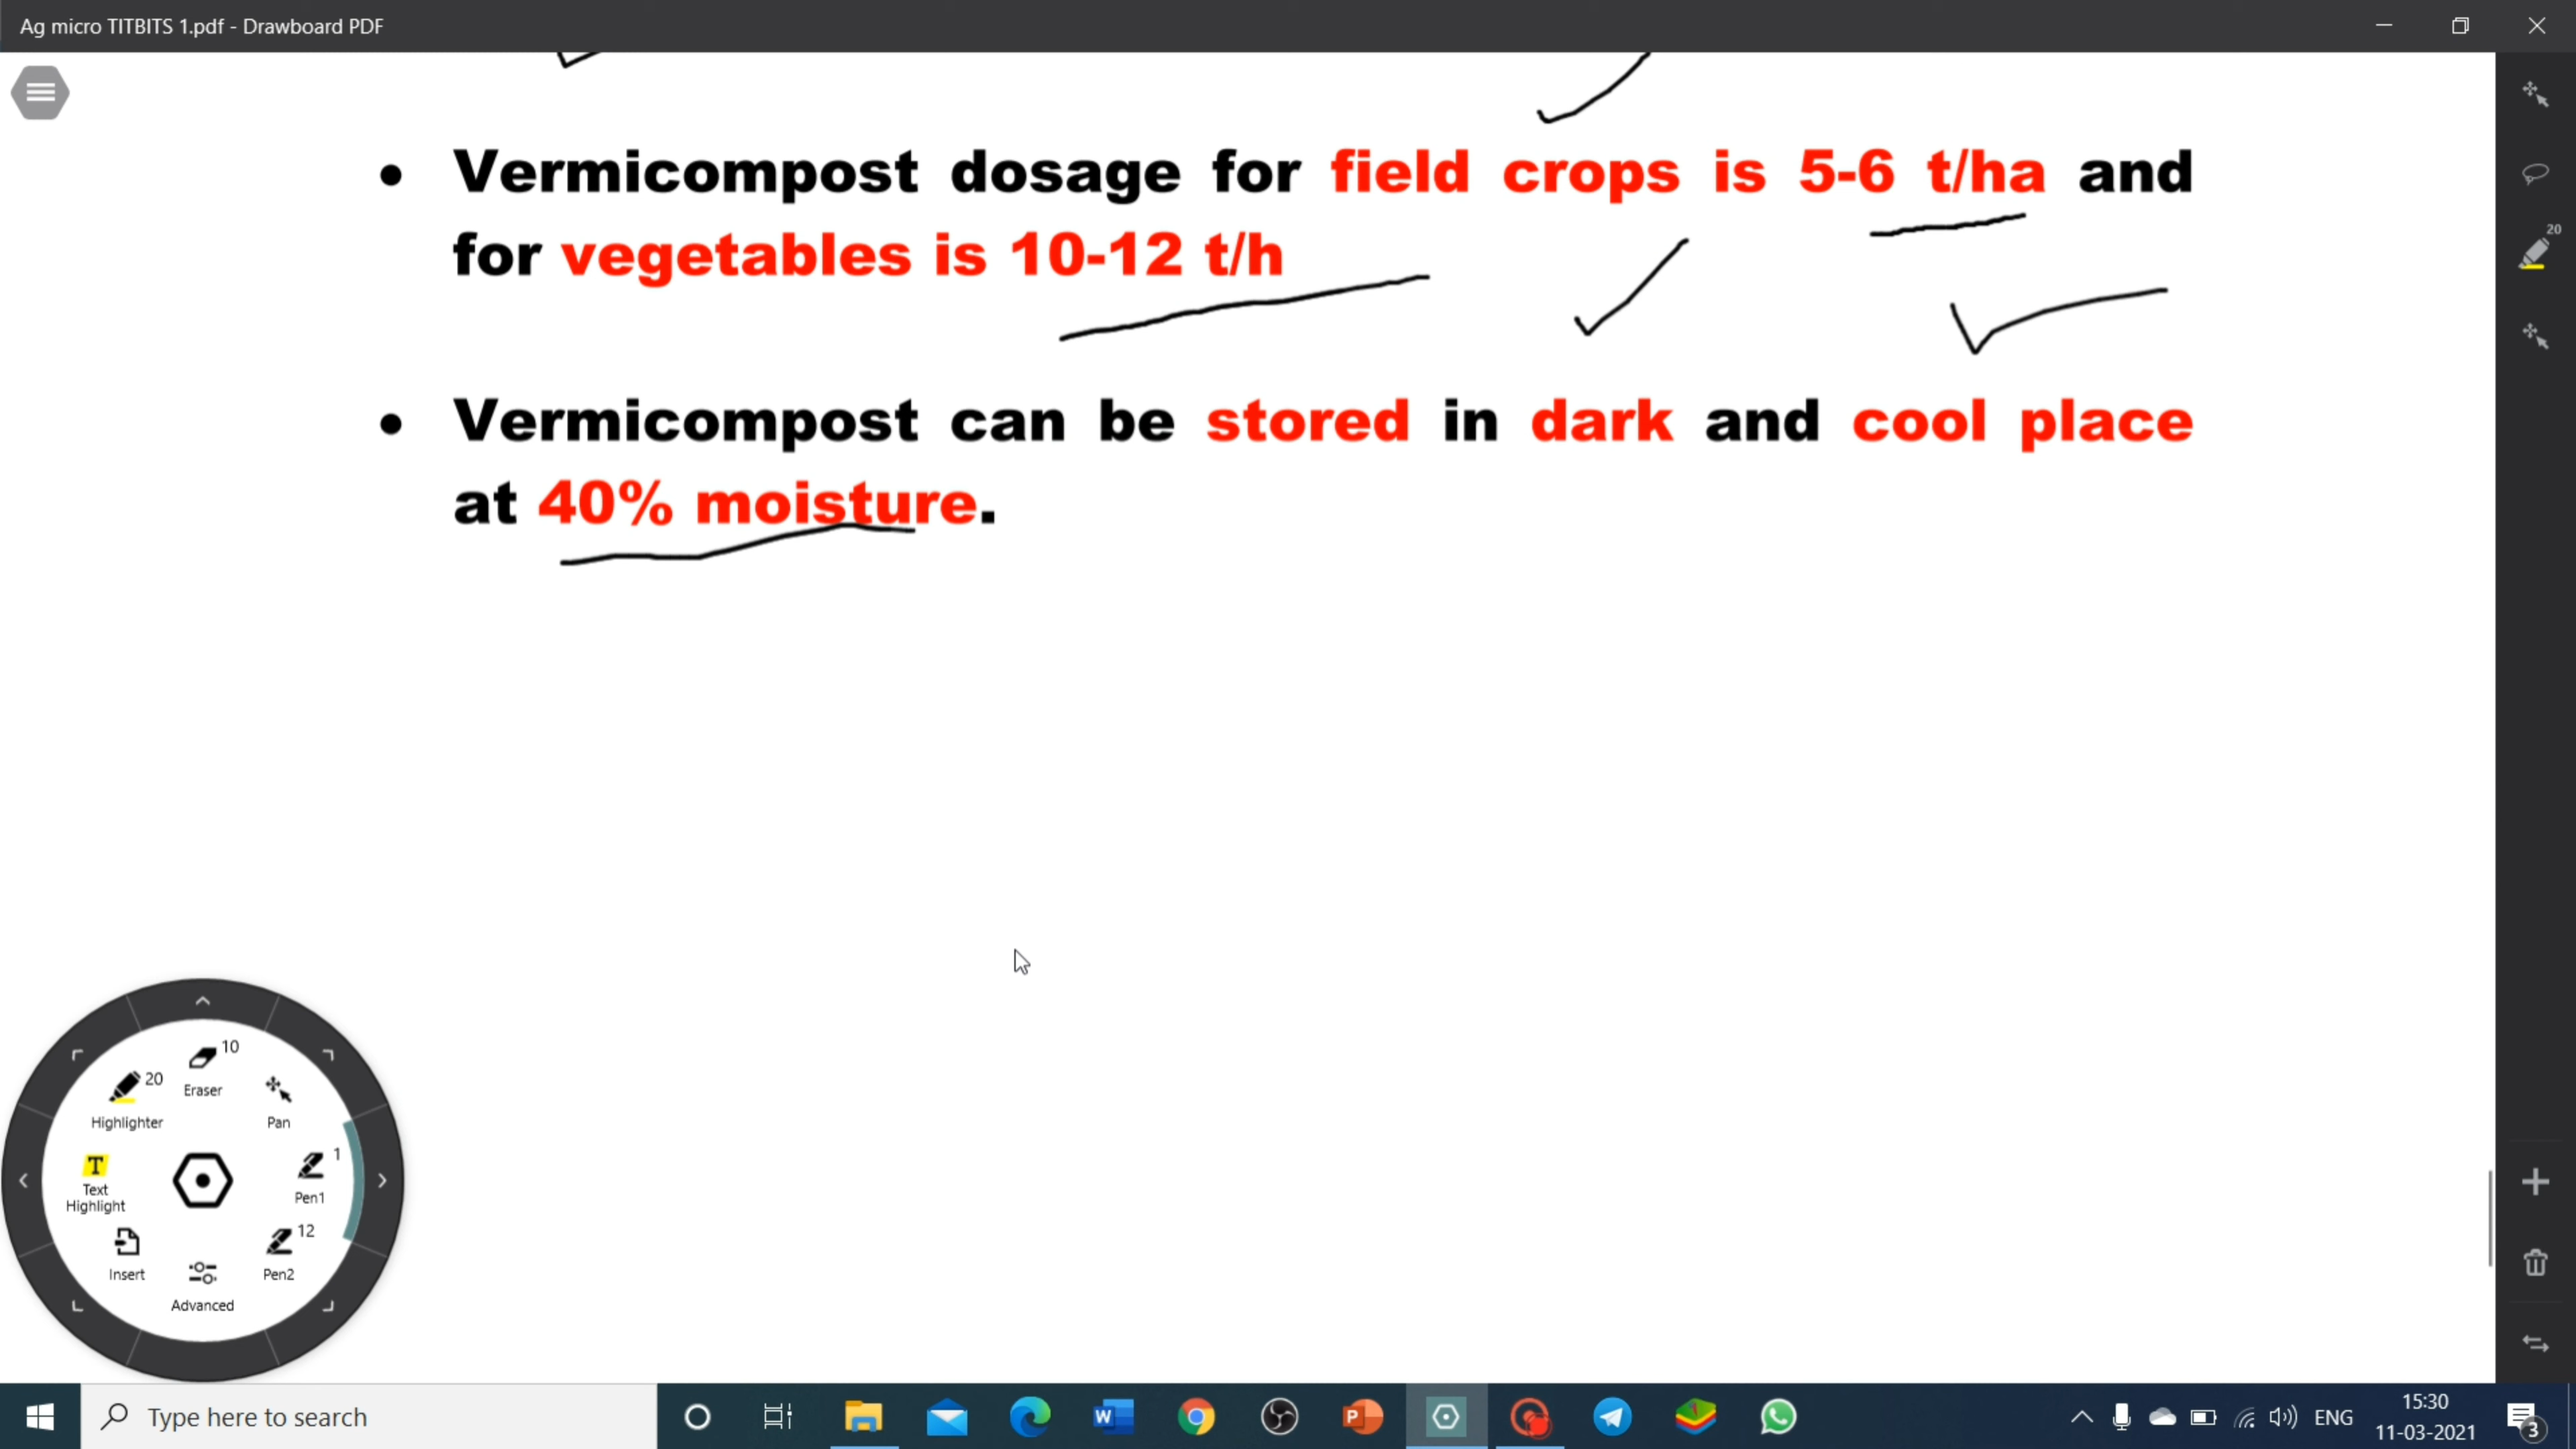 Ag micro TITBITS 1.pdf - Drawboard PDF
20
• Vermicompost dosage for field crops is 5-6 t/ha and
for vegetables is 10-12 t/h
• Vermicompost can be stored in dark and cool place
at 40% moisture.
10
Eraser
20
Highlighter
Pan
T
Text
Highlight
1
Pen1
12
Pen2
Insert
Advanced
Type here to search
W
P
ENG
15:30
11-03-2021
3